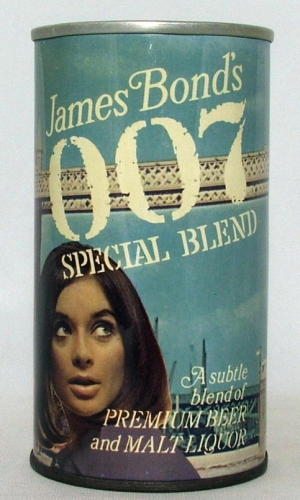 James Bond's
007
SPECIAL BLEND
A subtle
blend of
PREMIUM BEER
and MALT LIQUOR